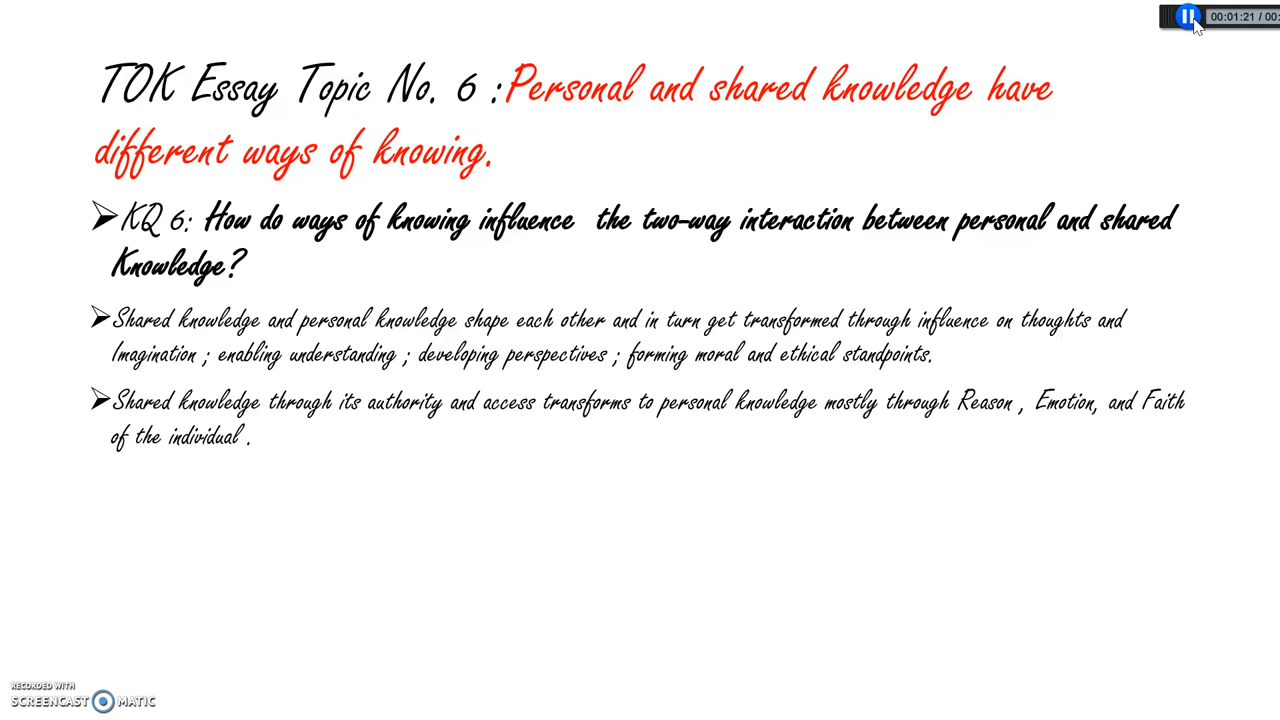 00:01:21 / 00:
TOK Essay Topic No. 6 :Personal and shared knowledge have
different ways of knowing.
KQ 6: How do ways of knowing influence the two-way interaction between personal and shared
Knowledge?
Shared knowledge and personal knowledge shape each other and in turn get transformed through influence on thoughts and
Imagination ; enabling understanding ; developing perspectives ; forming moral and ethical standpoints.
Shared knowledge through its authority and access transforms to personal knowledge mostly through Reason , Emotion, and Faith
of the individual .
RECORDED WITH
SCREENCAST MATIC